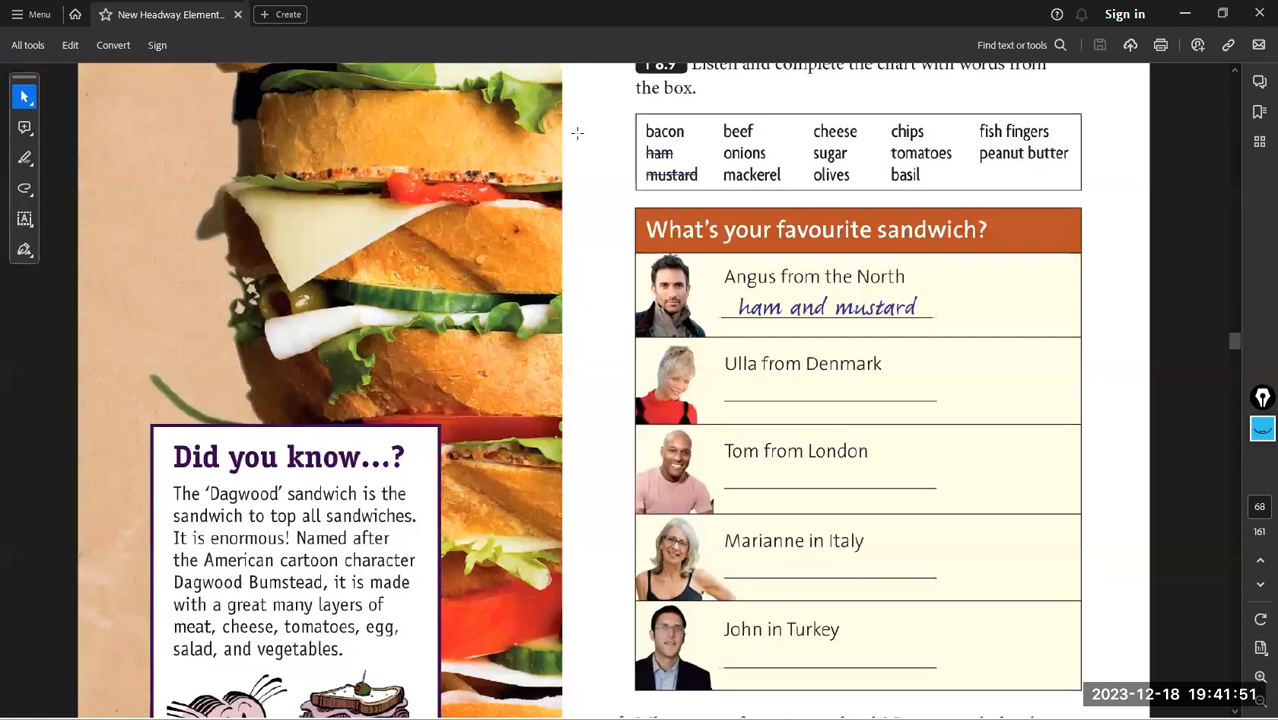 Menu
New Headway. Element...
Create
Sign in
All tools Edit Convert Sign
Find text or tools
T 8.9 Listen and complete the chart with words from
the box.
bacon beef cheese chips fish fingers
ham onions sugar tomatoes peanut butter
mustard mackerel olives basil
What's your favourite sandwich?
Angus from the North
ham and mustard
Ulla from Denmark
Tom from London
Marianne in Italy
John in Turkey
Did you know...?
The 'Dagwood' sandwich is the
sandwich to top all sandwiches.
It is enormous! Named after
the American cartoon character
Dagwood Bumstead, it is made
with a great many layers of
meat, cheese, tomatoes, egg,
salad, and vegetables.
68
161
2023-12-18 19:41:51